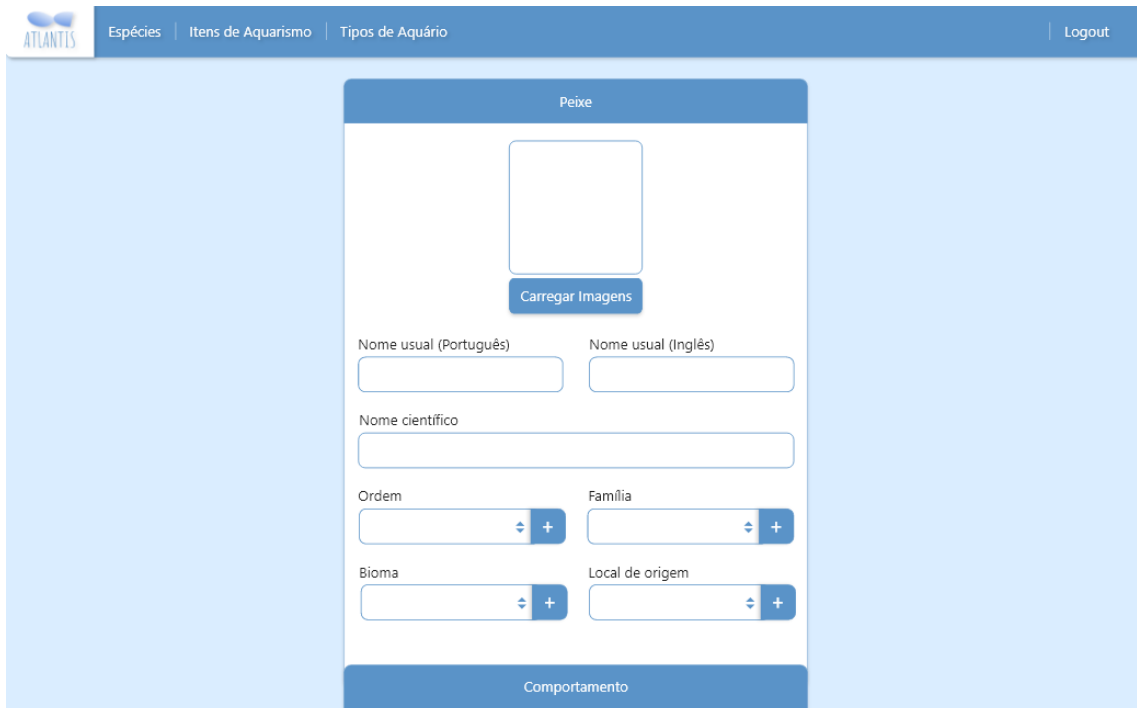 ATLANTIS
Espécies
Itens de Aquarismo
Tipos de Aquário
Logout
Peixe
Carregar Imagens
Nome usual (Português)
Nome usual (Inglês)
Nome científico
Ordem
Família
+
+
Bioma
Local de origem
+
+
Comportamento